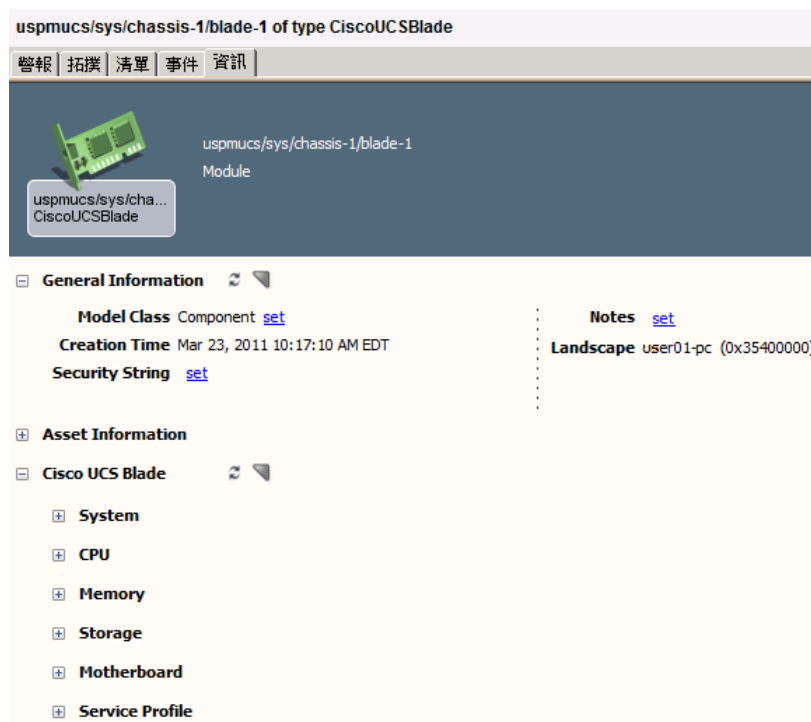 uspmucs/sys/chassis-1/blade-1 of type CiscoUCSBlade
警報 拓撲 清單 事件 資訊
uspmucs/sys/chassis-1/blade-1
Module
uspmucs/sys/cha...
CiscoUCSBlade
General Information
Model Class Component set
Notes set
Creation Time Mar 23, 2011 10:17:10 AM EDT
Landscape user01-pc (0x35400000)
Security String set
Asset Information
Cisco UCS Blade
System
CPU
Memory
Storage
Motherboard
Service Profile